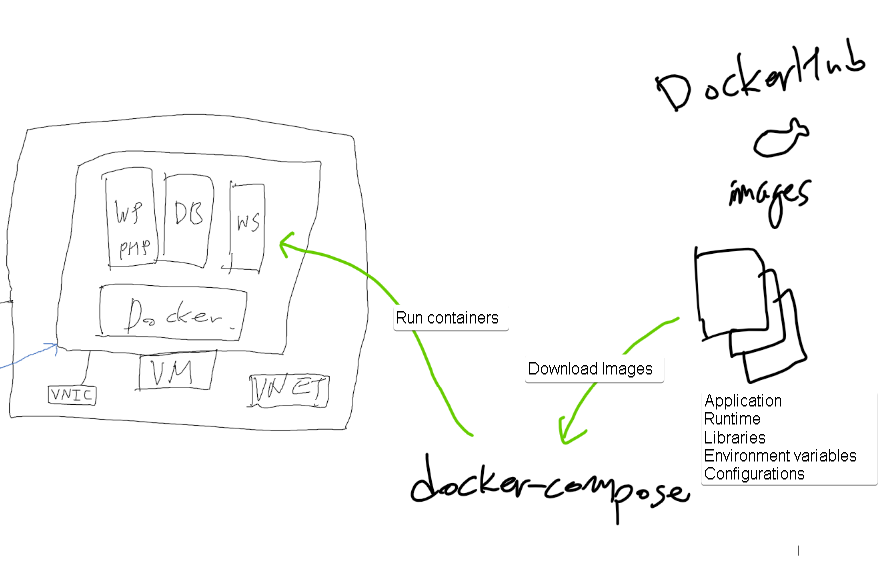 DockerHub
images
WP
PHP
DB
WS
Docker.
VM
VNIC
VNET
Run containers
Download Images
Application
Runtime
Libraries
Environment variables
Configurations
docker-compose